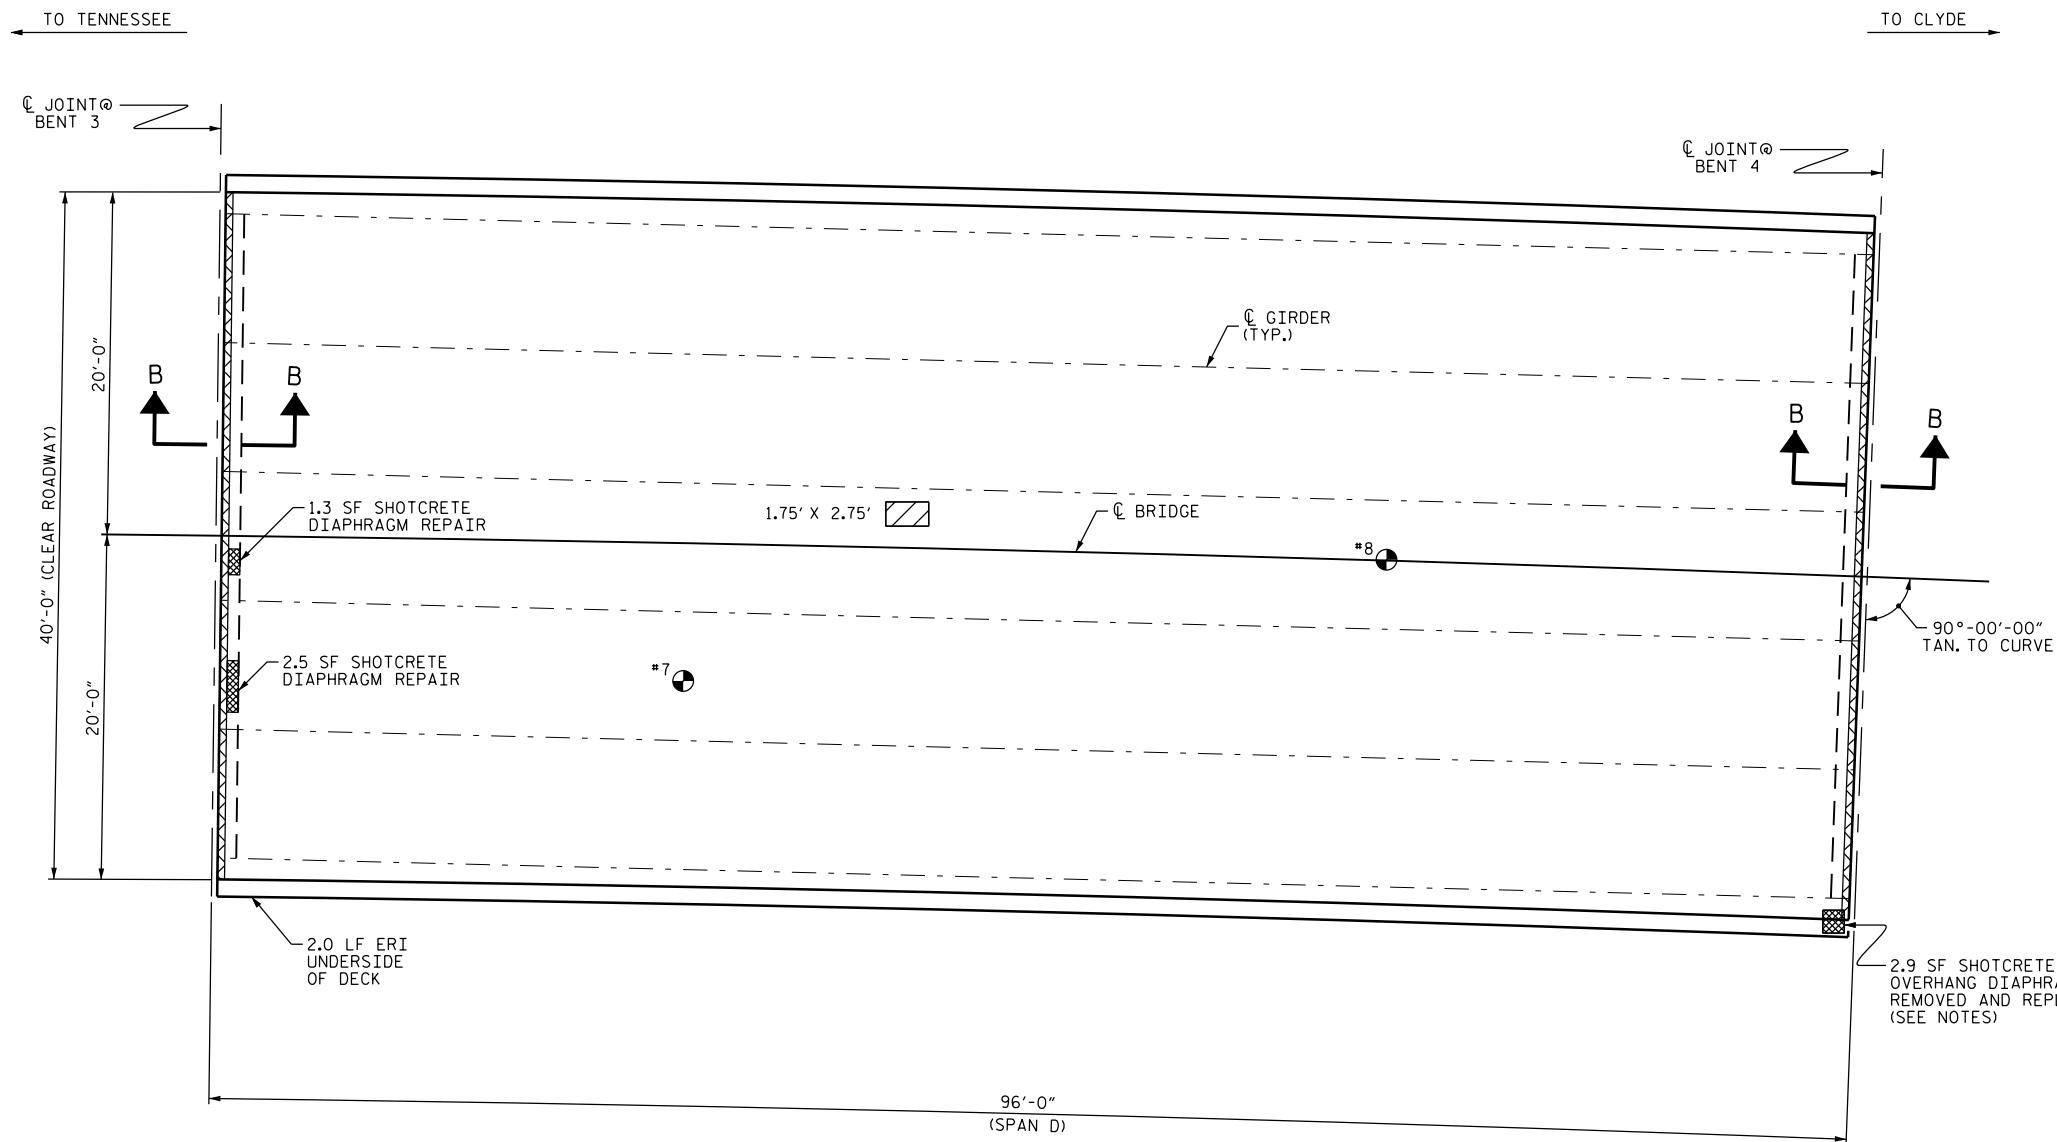 TO TENNESSEE
TO CLYDE
℄ JOINT@
BENT 3
℄ JOINT@
BENT 4
℄ GIRDER
(TYP.)
20'-0"
B
B
B
B
40'-0" (CLEAR ROADWAY)
1.3 SF SHOTCRETE
DIAPHRAGM REPAIR
1.75' X 2.75'
℄ BRIDGE
#8
90°-00'-00"
TAN. TO CURVE
2.5 SF SHOTCRETE
DIAPHRAGM REPAIR
#7
20'-0"
2.0 LF ERI
UNDERSIDE
OF DECK
2.9 SF SHOTCRETE
OVERHANG
REMOVED AND
(SEE NOTES)
96'-0"
(SPAN D)